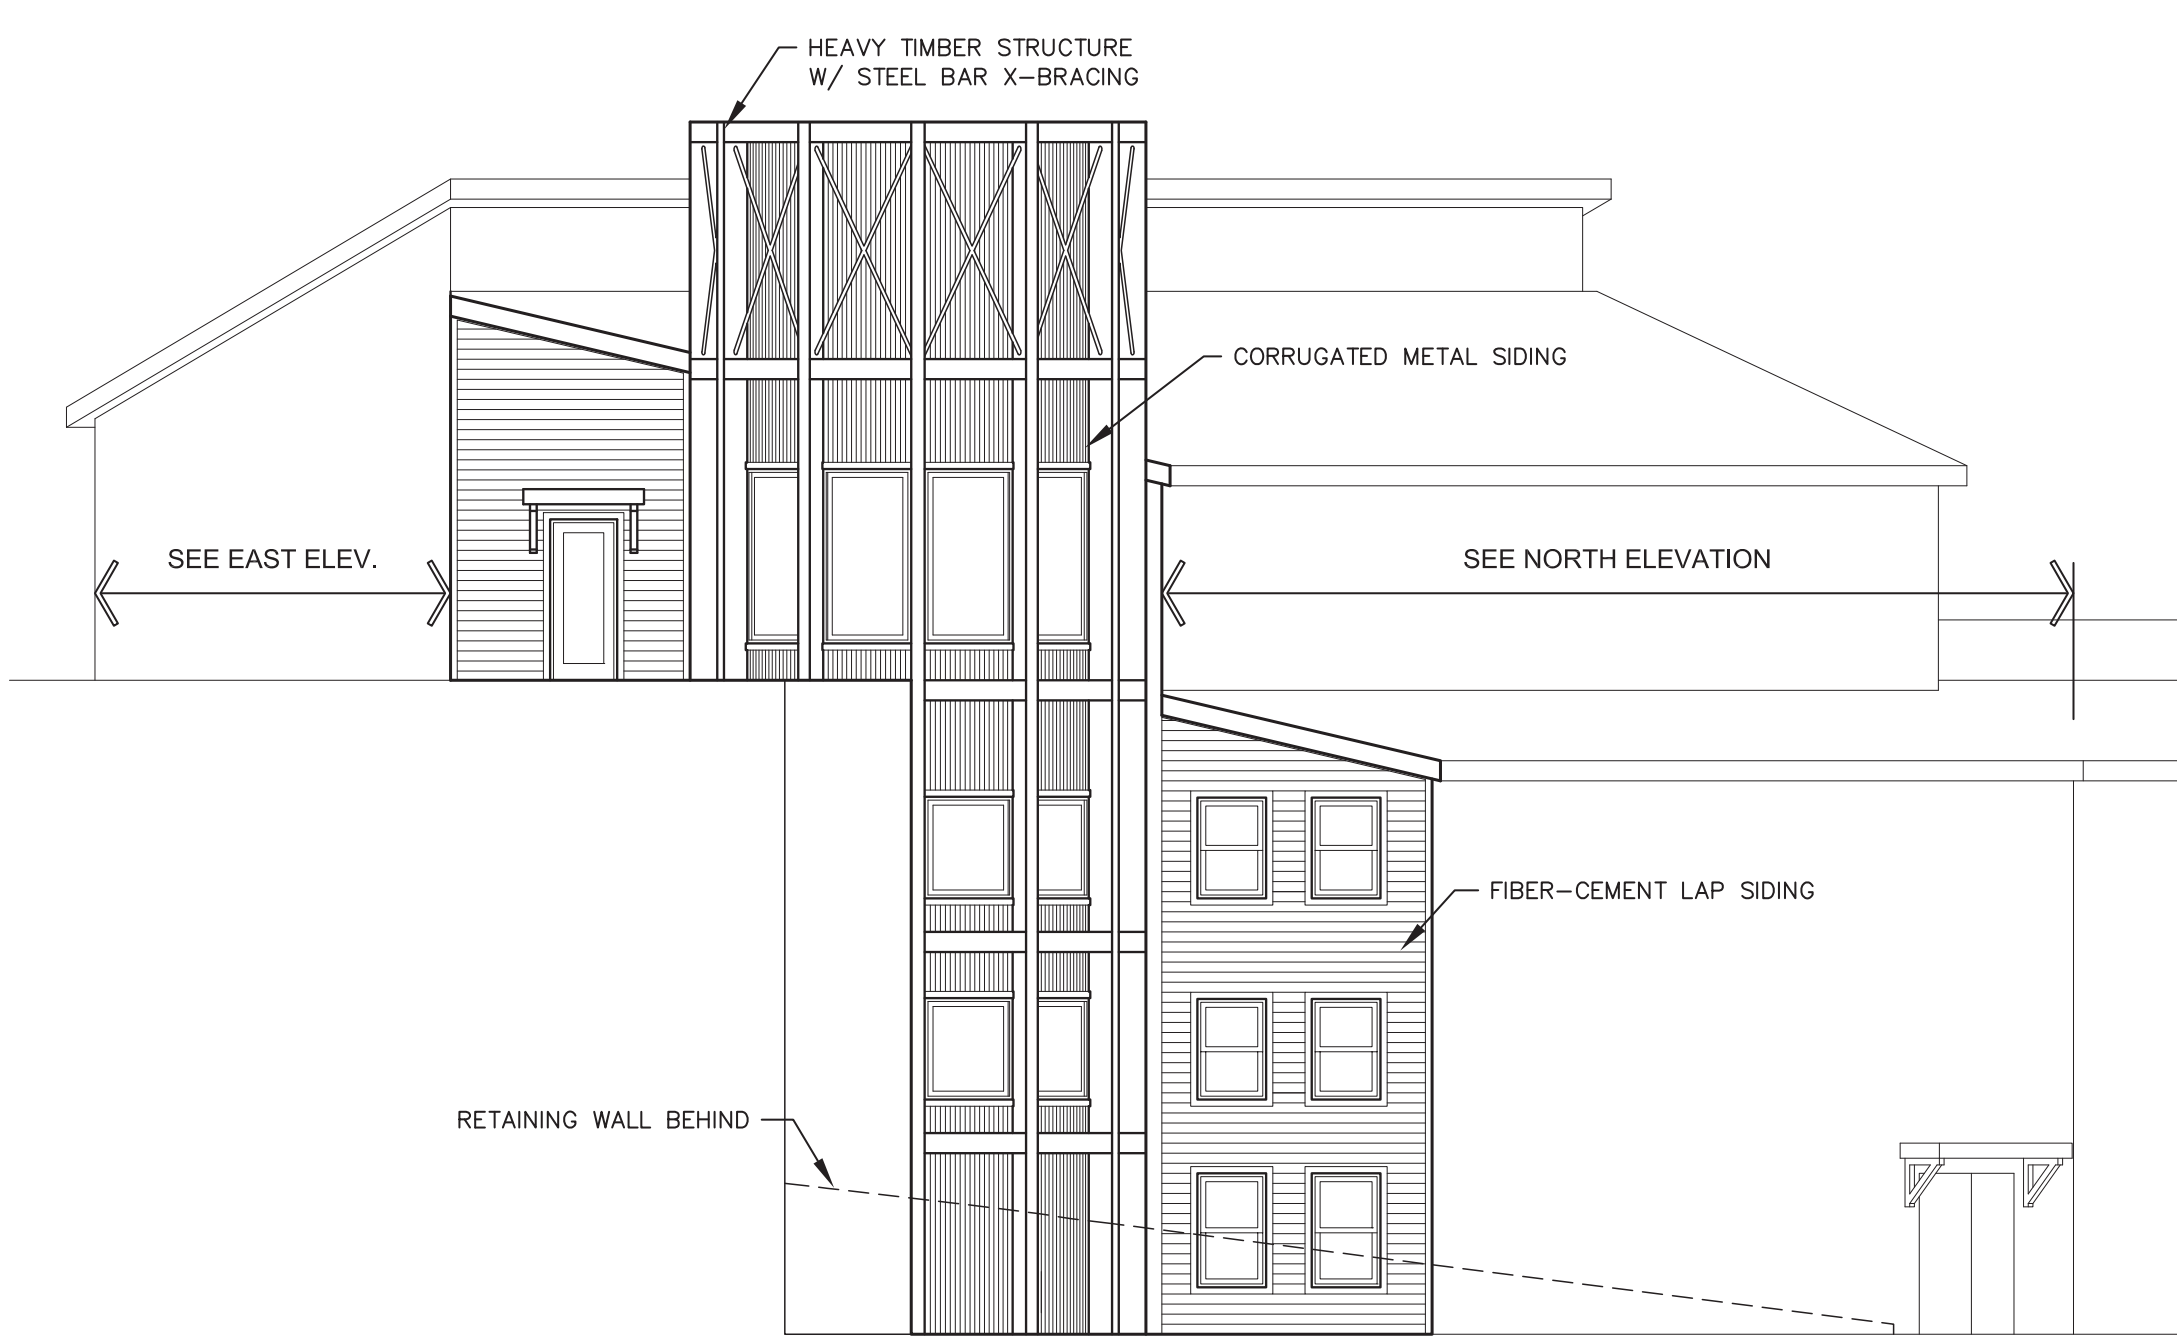 HEAVY TIMBER STRUCTURE
W/ STEEL BAR X-BRACING
CORRUGATED METAL SIDING
SEE EAST ELEV.
SEE NORTH ELEVATION
FIBER-CEMENT LAP SIDING
RETAINING WALL BEHIND